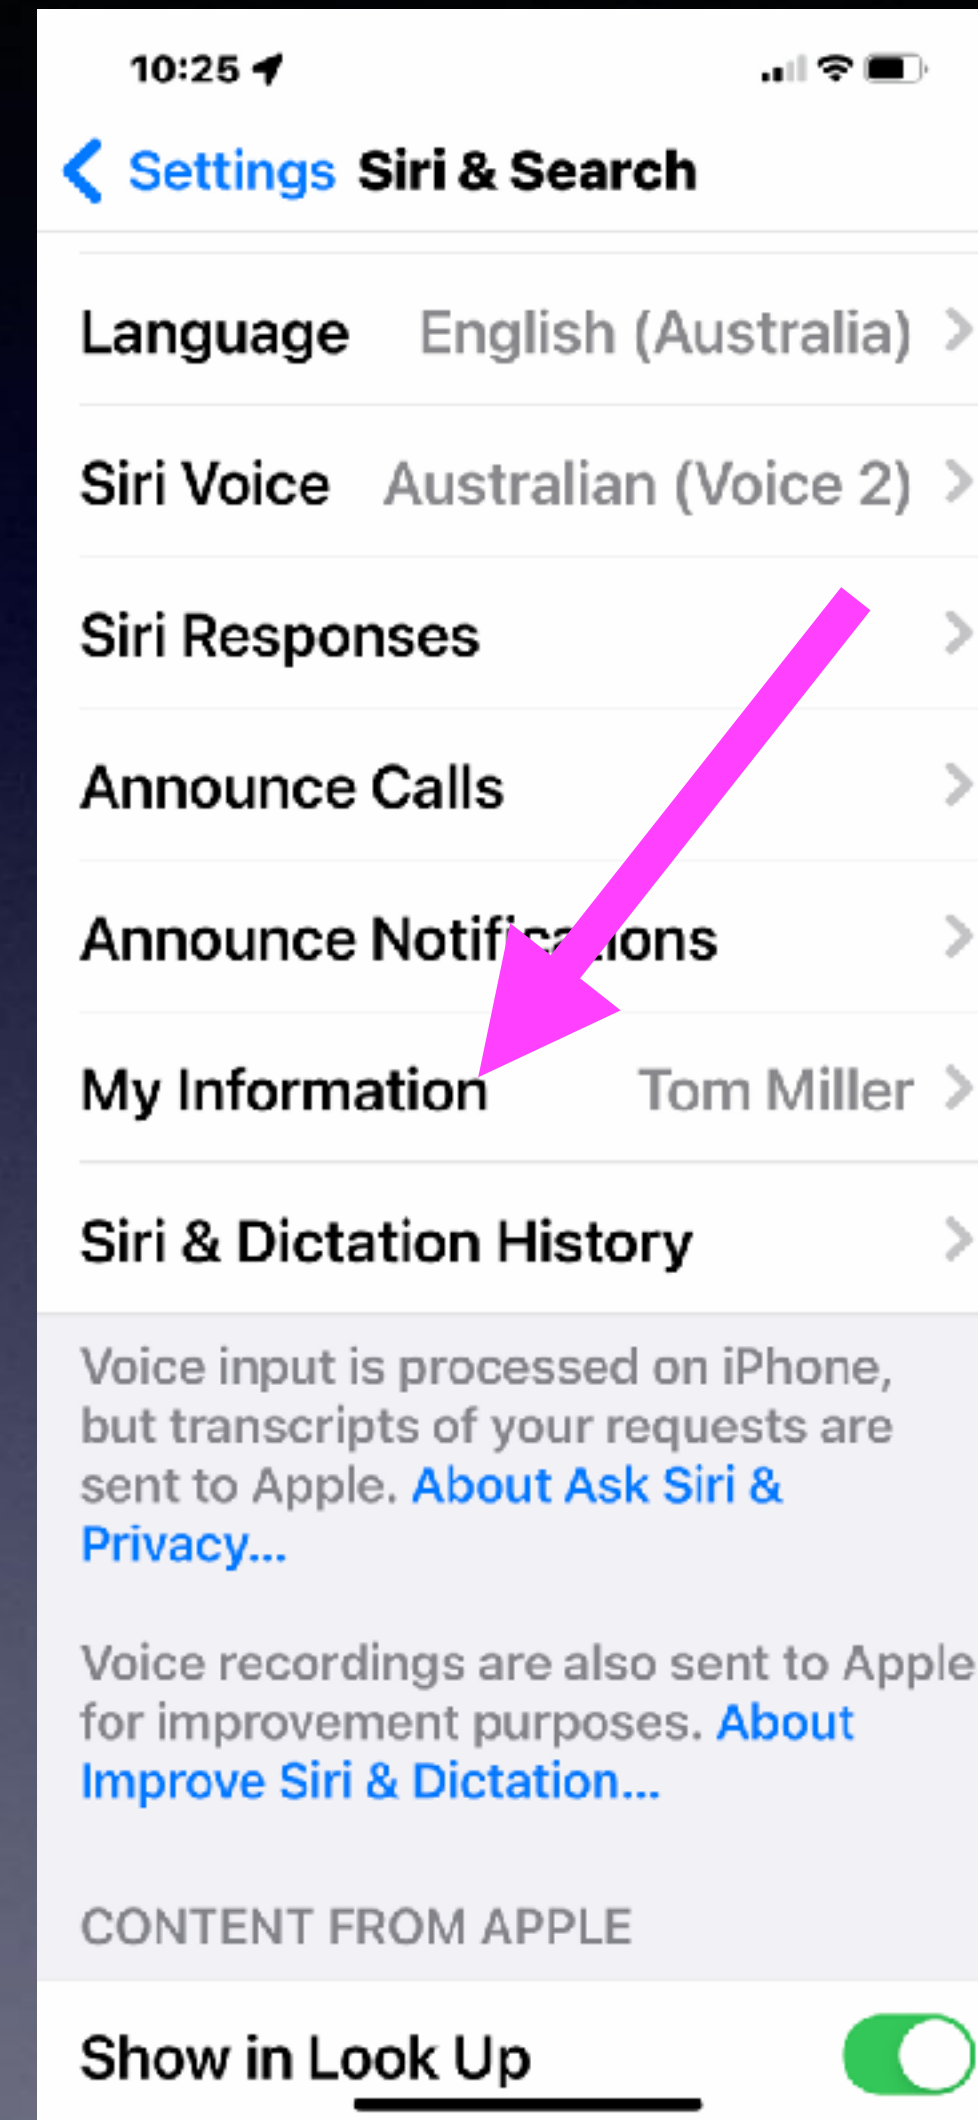 10:25
Settings Siri & Search
Language English (Australia)
Siri Voice Australian (Voice 2)
Siri Responses
Announce Calls
Announce Notifications
My Information Tom Miller
Siri & Dictation History
Voice input is processed on iPhone,
but transcripts of your requests are
sent to Apple. About Ask Siri &
Privacy...
Voice recordings are also sent to Apple
for improvement purposes. About
Improve Siri & Dictation...
CONTENT FROM APPLE
Show in Look Up